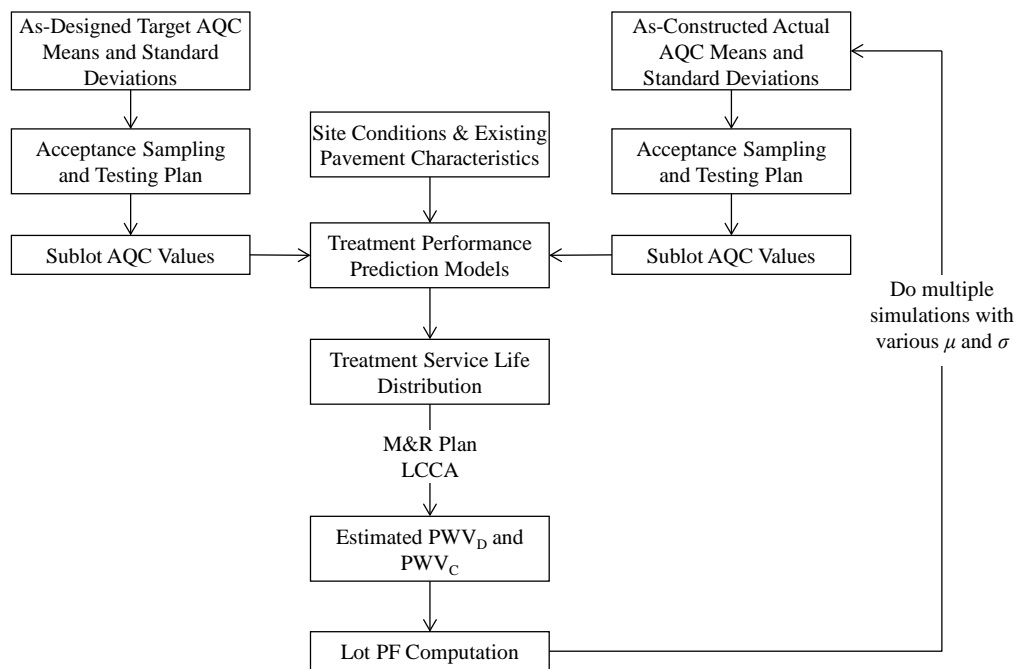 As-Designed Target AQC
Means and Standard
Deviations
As-Constructed Actual
AQC Means and
Standard Deviations
Site Conditions & Existing
Pavement Characteristics
Acceptance Sampling
and Testing Plan
Acceptance Sampling
and Testing Plan
Sublot AQC Values
Treatment Performance
Prediction Models
Sublot AQC Values
Do multiple
simulations with
various μ and σ
Treatment Service Life
Distribution
M&R Plan
LCCA
Estimated PWV_D and
PWV_C
Lot PF Computation